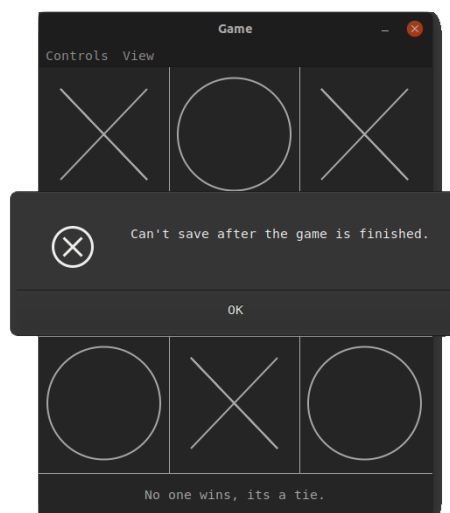 Game
Controls View
Can't save after the game is finished.
OK
No one wins, its a tie.